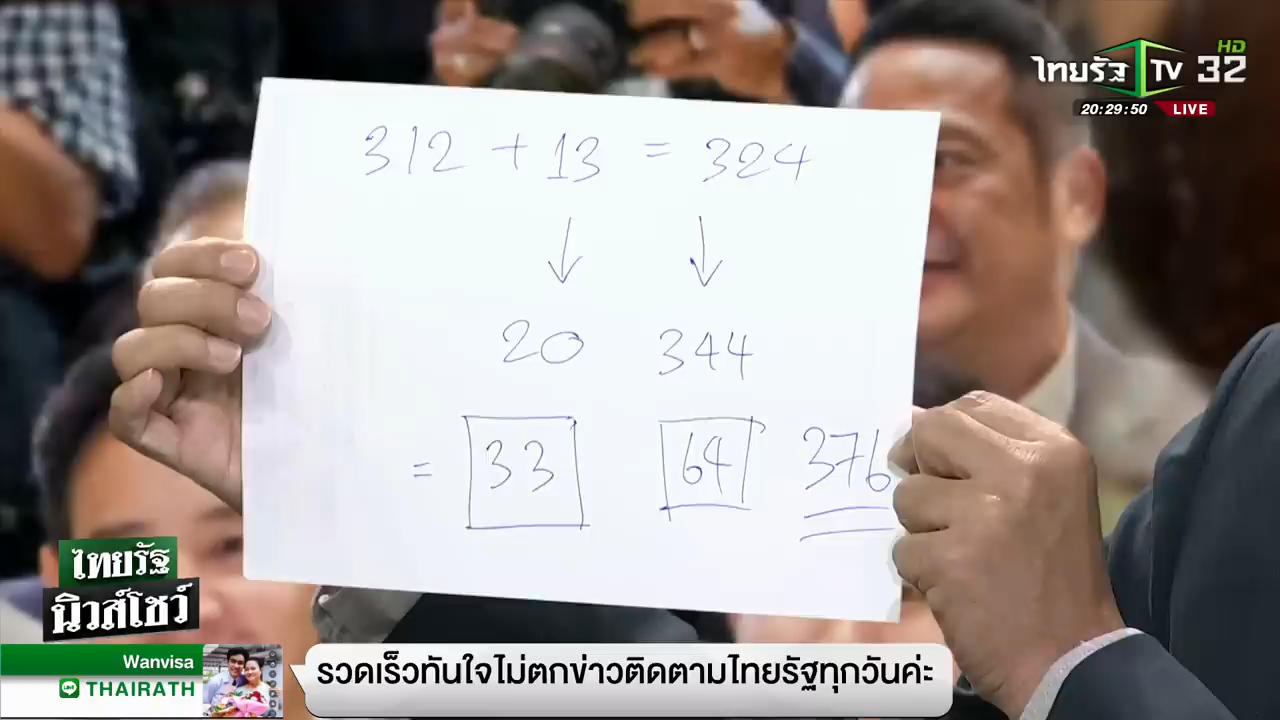 ไทยรัฐ TV HD 32
20:29:50 LIVE
312 + 13 = 324
20 344
= 33 64 376
ไทยรัฐ
นิวส์โชว์
Wanvisa
LINE THAIRATH
รวดเร็วทันใจไม่ตกข่าวติดตามไทยรัฐทุกวันค่ะ